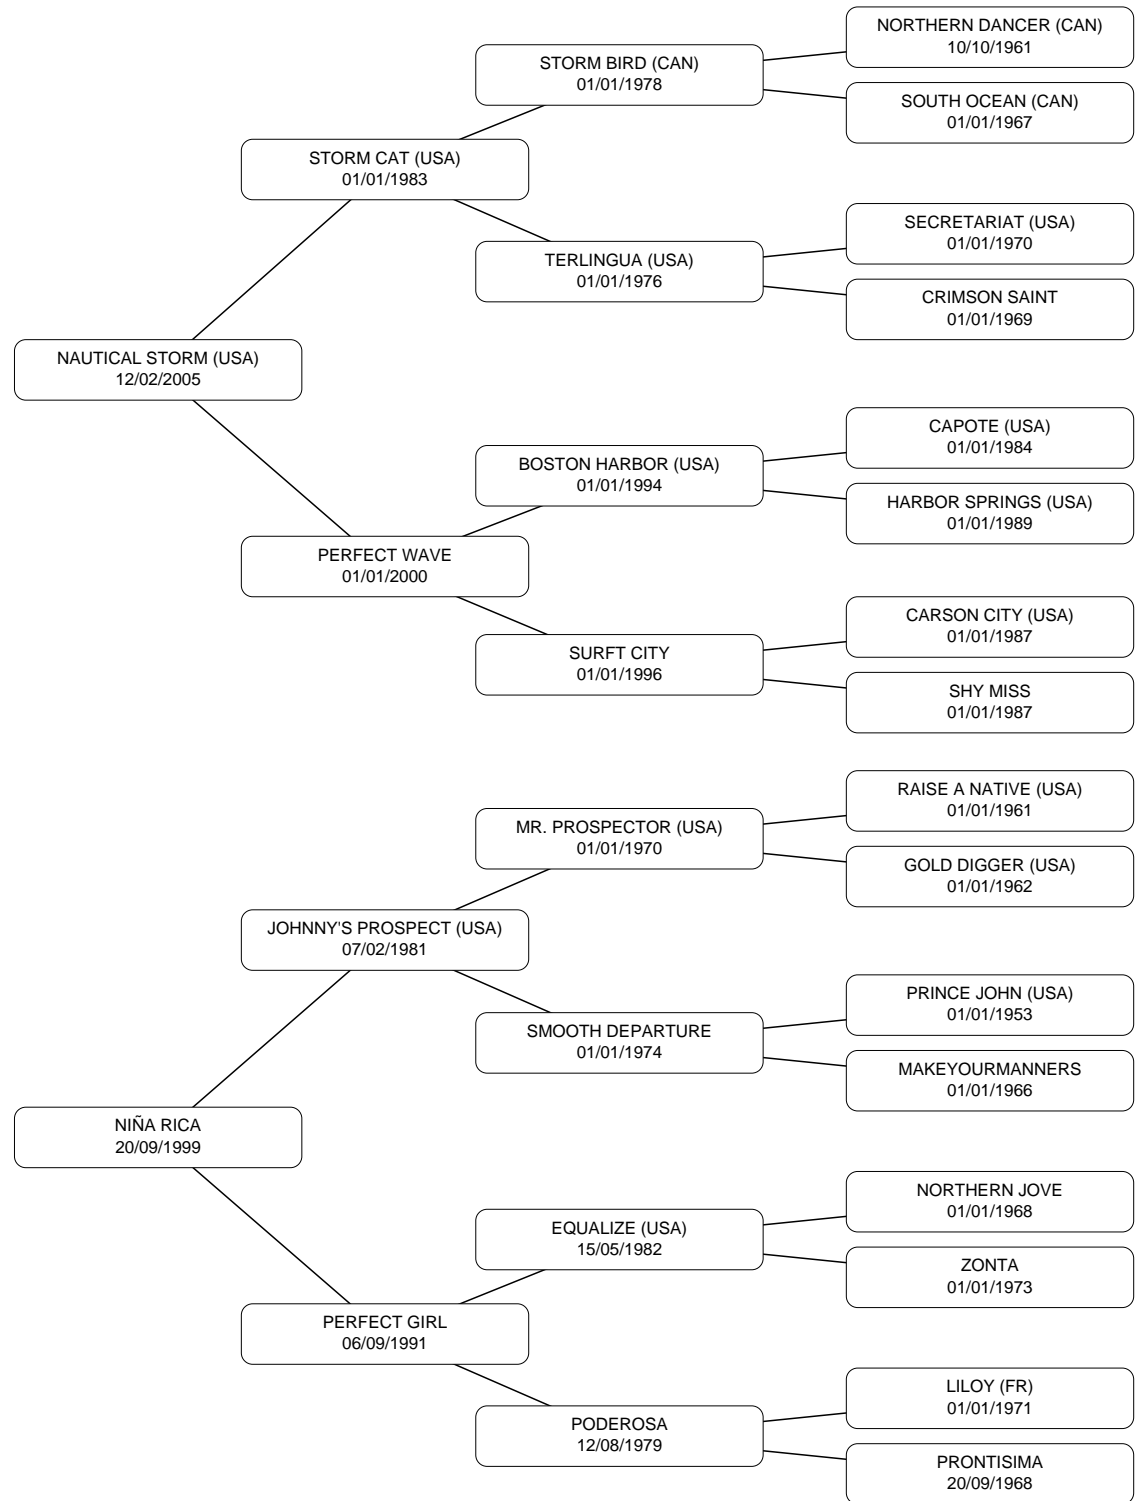 NORTHERN DANCER (CAN)
10/10/1961
STORM BIRD (CAN)
01/01/1978
SOUTH OCEAN (CAN)
01/01/1967
STORM CAT (USA)
01/01/1983
SECRETARIAT (USA)
01/01/1970
TERLINGUA (USA)
01/01/1976
CRIMSON SAINT
01/01/1969
NAUTICAL STORM (USA)
12/02/2005
CAPOTE (USA)
01/01/1984
BOSTON HARBOR (USA)
01/01/1994
HARBOR SPRINGS (USA)
01/01/1989
PERFECT WAVE
01/01/2000
CARSON CITY (USA)
01/01/1987
SURFT CITY
01/01/1996
SHY MISS
01/01/1987
RAISE A NATIVE (USA)
01/01/1961
MR. PROSPECTOR (USA)
01/01/1970
GOLD DIGGER (USA)
01/01/1962
JOHNNY'S PROSPECT (USA)
07/02/1981
PRINCE JOHN (USA)
01/01/1953
SMOOTH DEPARTURE
01/01/1974
MAKEYOURMANNERS
01/01/1966
NIÑA RICA
20/09/1999
NORTHERN JOVE
01/01/1968
EQUALIZE (USA)
15/05/1982
ZONTA
01/01/1973
PERFECT GIRL
06/09/1991
LILOY (FR)
01/01/1971
PODEROSA
12/08/1979
PRONTISIMA
20/09/1968